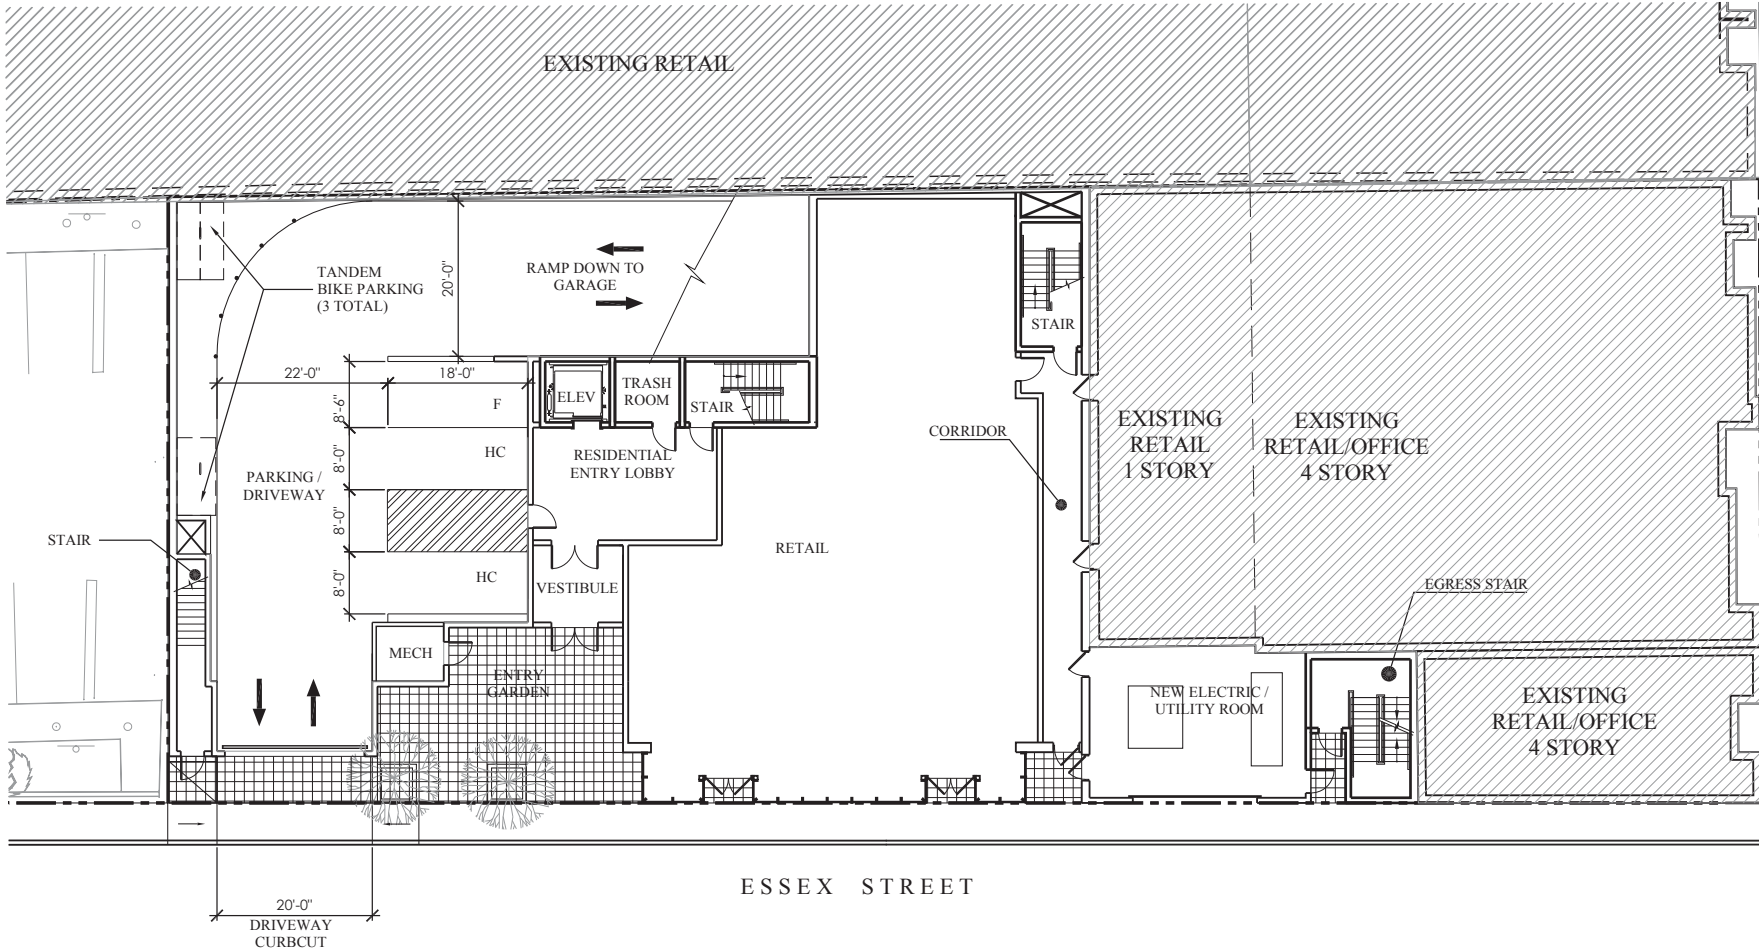 EXISTING RETAIL
TANDEM
BIKE PARKING
(3 TOTAL)
20'-0"
RAMP DOWN TO
GARAGE
STAIR
22'-0"
18'-0"
8'-6"
F
ELEV
TRASH
ROOM
STAIR
HC
RESIDENTIAL
ENTRY LOBBY
8'-0"
PARKING /
DRIVEWAY
8'-0"
CORRIDOR
EXISTING
RETAIL
1 STORY
EXISTING
RETAIL/OFFICE
4 STORY
STAIR
RETAIL
8'-0"
HC
VESTIBULE
EGRESS STAIR
MECH
ENTRY
GARDEN
NEW ELECTRIC /
UTILITY ROOM
EXISTING
RETAIL/OFFICE
4 STORY
ESSEX STREET
20'-0"
DRIVEWAY
CURBCUT